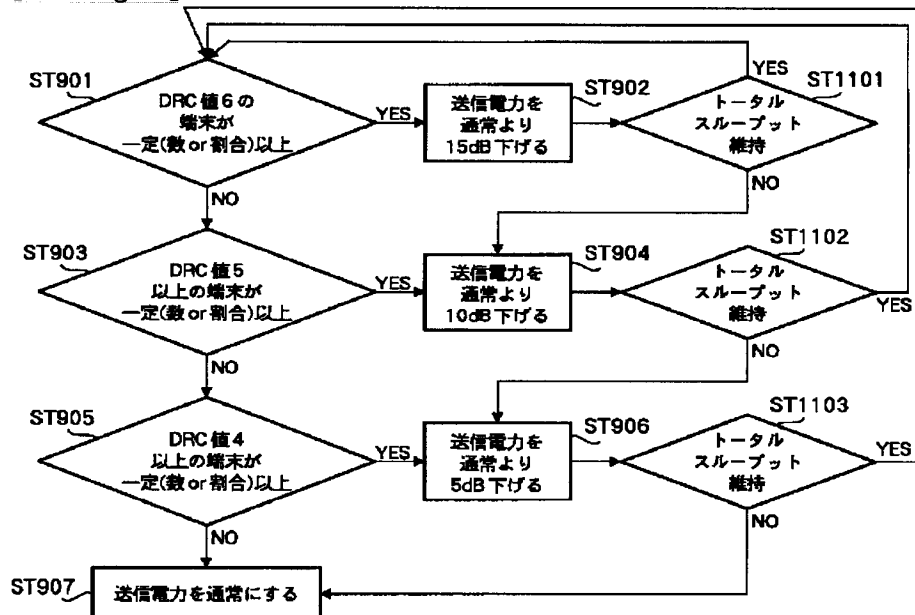 ST901
DRC値6の
端末が
一定(数or割合)以上
YES
送信電力を
通常より
15dB下げる
ST902
YES
トータル
スループット
維持
ST1101
NO
NO
ST903
DRC値5
以上の端末が
一定(数or割合)以上
YES
送信電力を
通常より
10dB下げる
ST904
トータル
スループット
維持
ST1102
YES
NO
NO
ST905
DRC値4
以上の端末が
一定(数or割合)以上
YES
送信電力を
通常より
5dB下げる
ST906
トータル
スループット
維持
ST1103
YES
NO
NO
ST907
送信電力を通常にする